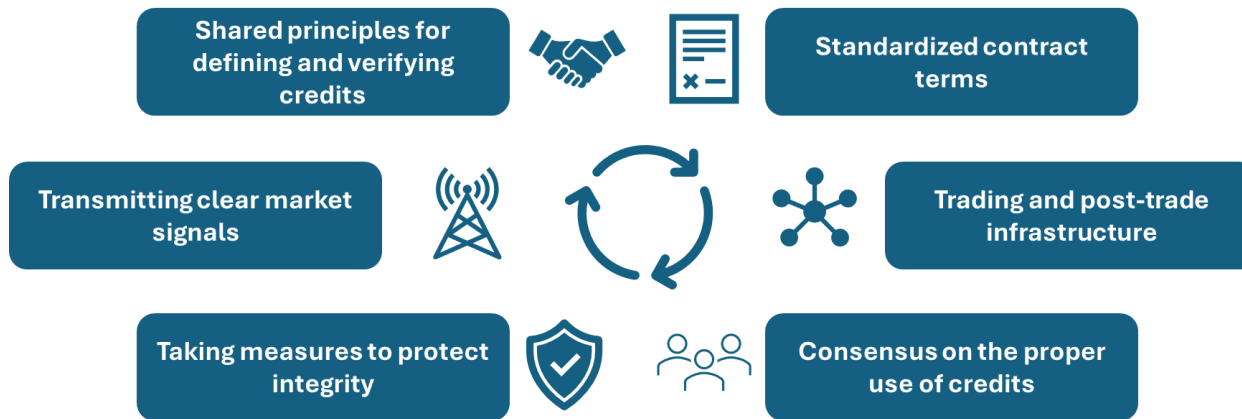 Shared principles for
defining and verifying
credits
Standardized contract
terms
Transmitting clear market
signals
Trading and post-trade
infrastructure
Taking measures to protect
integrity
Consensus on the proper
use of credits